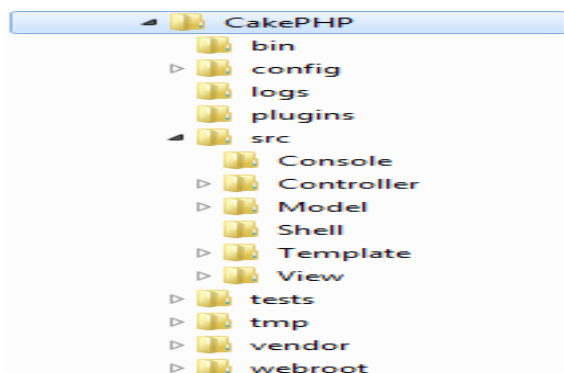 CakePHP
bin
config
logs
plugins
src
Console
Controller
Model
Shell
Template
View
tests
tmp
vendor
webroot